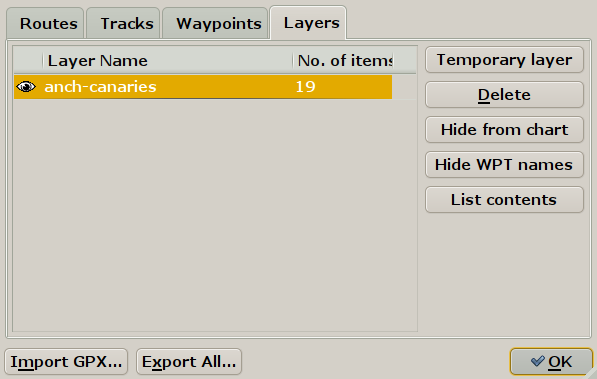 Routes Tracks Waypoints Layers
Layer Name No. of items
anch-canaries 19
Temporary layer
Delete
Hide from chart
Hide WPT names
List contents
Import GPX... Export All... OK